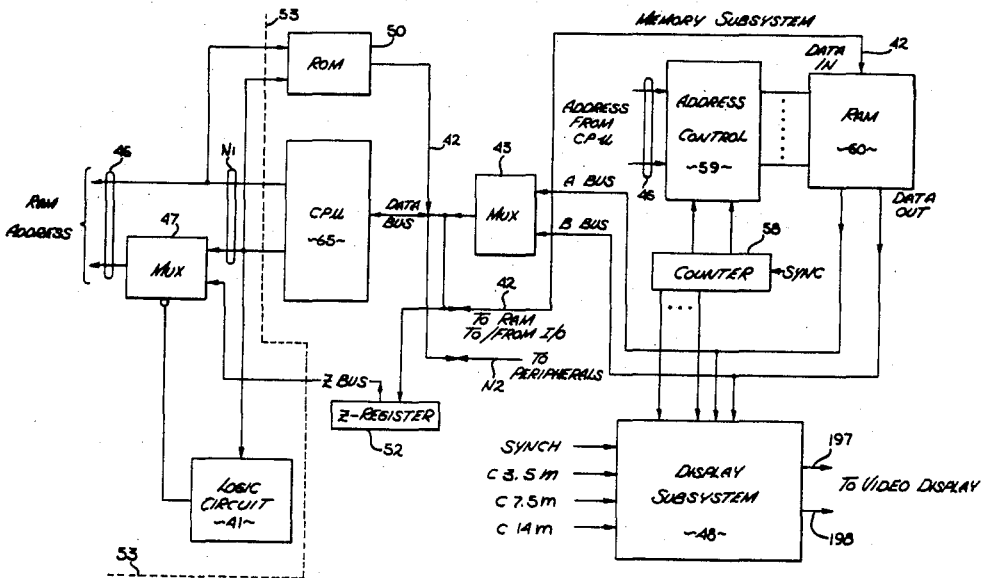 53
50
ROM
MEMORY SUBSYSTEM
42
DATA IN
ADDRESS FROM CPU
46
ADDRESS CONTROL ~59~
RAM ~60~
DATA OUT
RAM ADDRESS
46
N1
47
MUX
CPU ~65~
DATA BUS
42
45
MUX
A BUS
B BUS
58
COUNTER
SYNC
42
TO RAM
TO/FROM I/O
TO PERIPHERALS
N2
Z BUS
Z-REGISTER
52
LOGIC CIRCUIT ~41~
53
SYNCH
C 3.5m
C 7.5m
C 14m
DISPLAY SUBSYSTEM ~48~
197
TO VIDEO DISPLAY
198